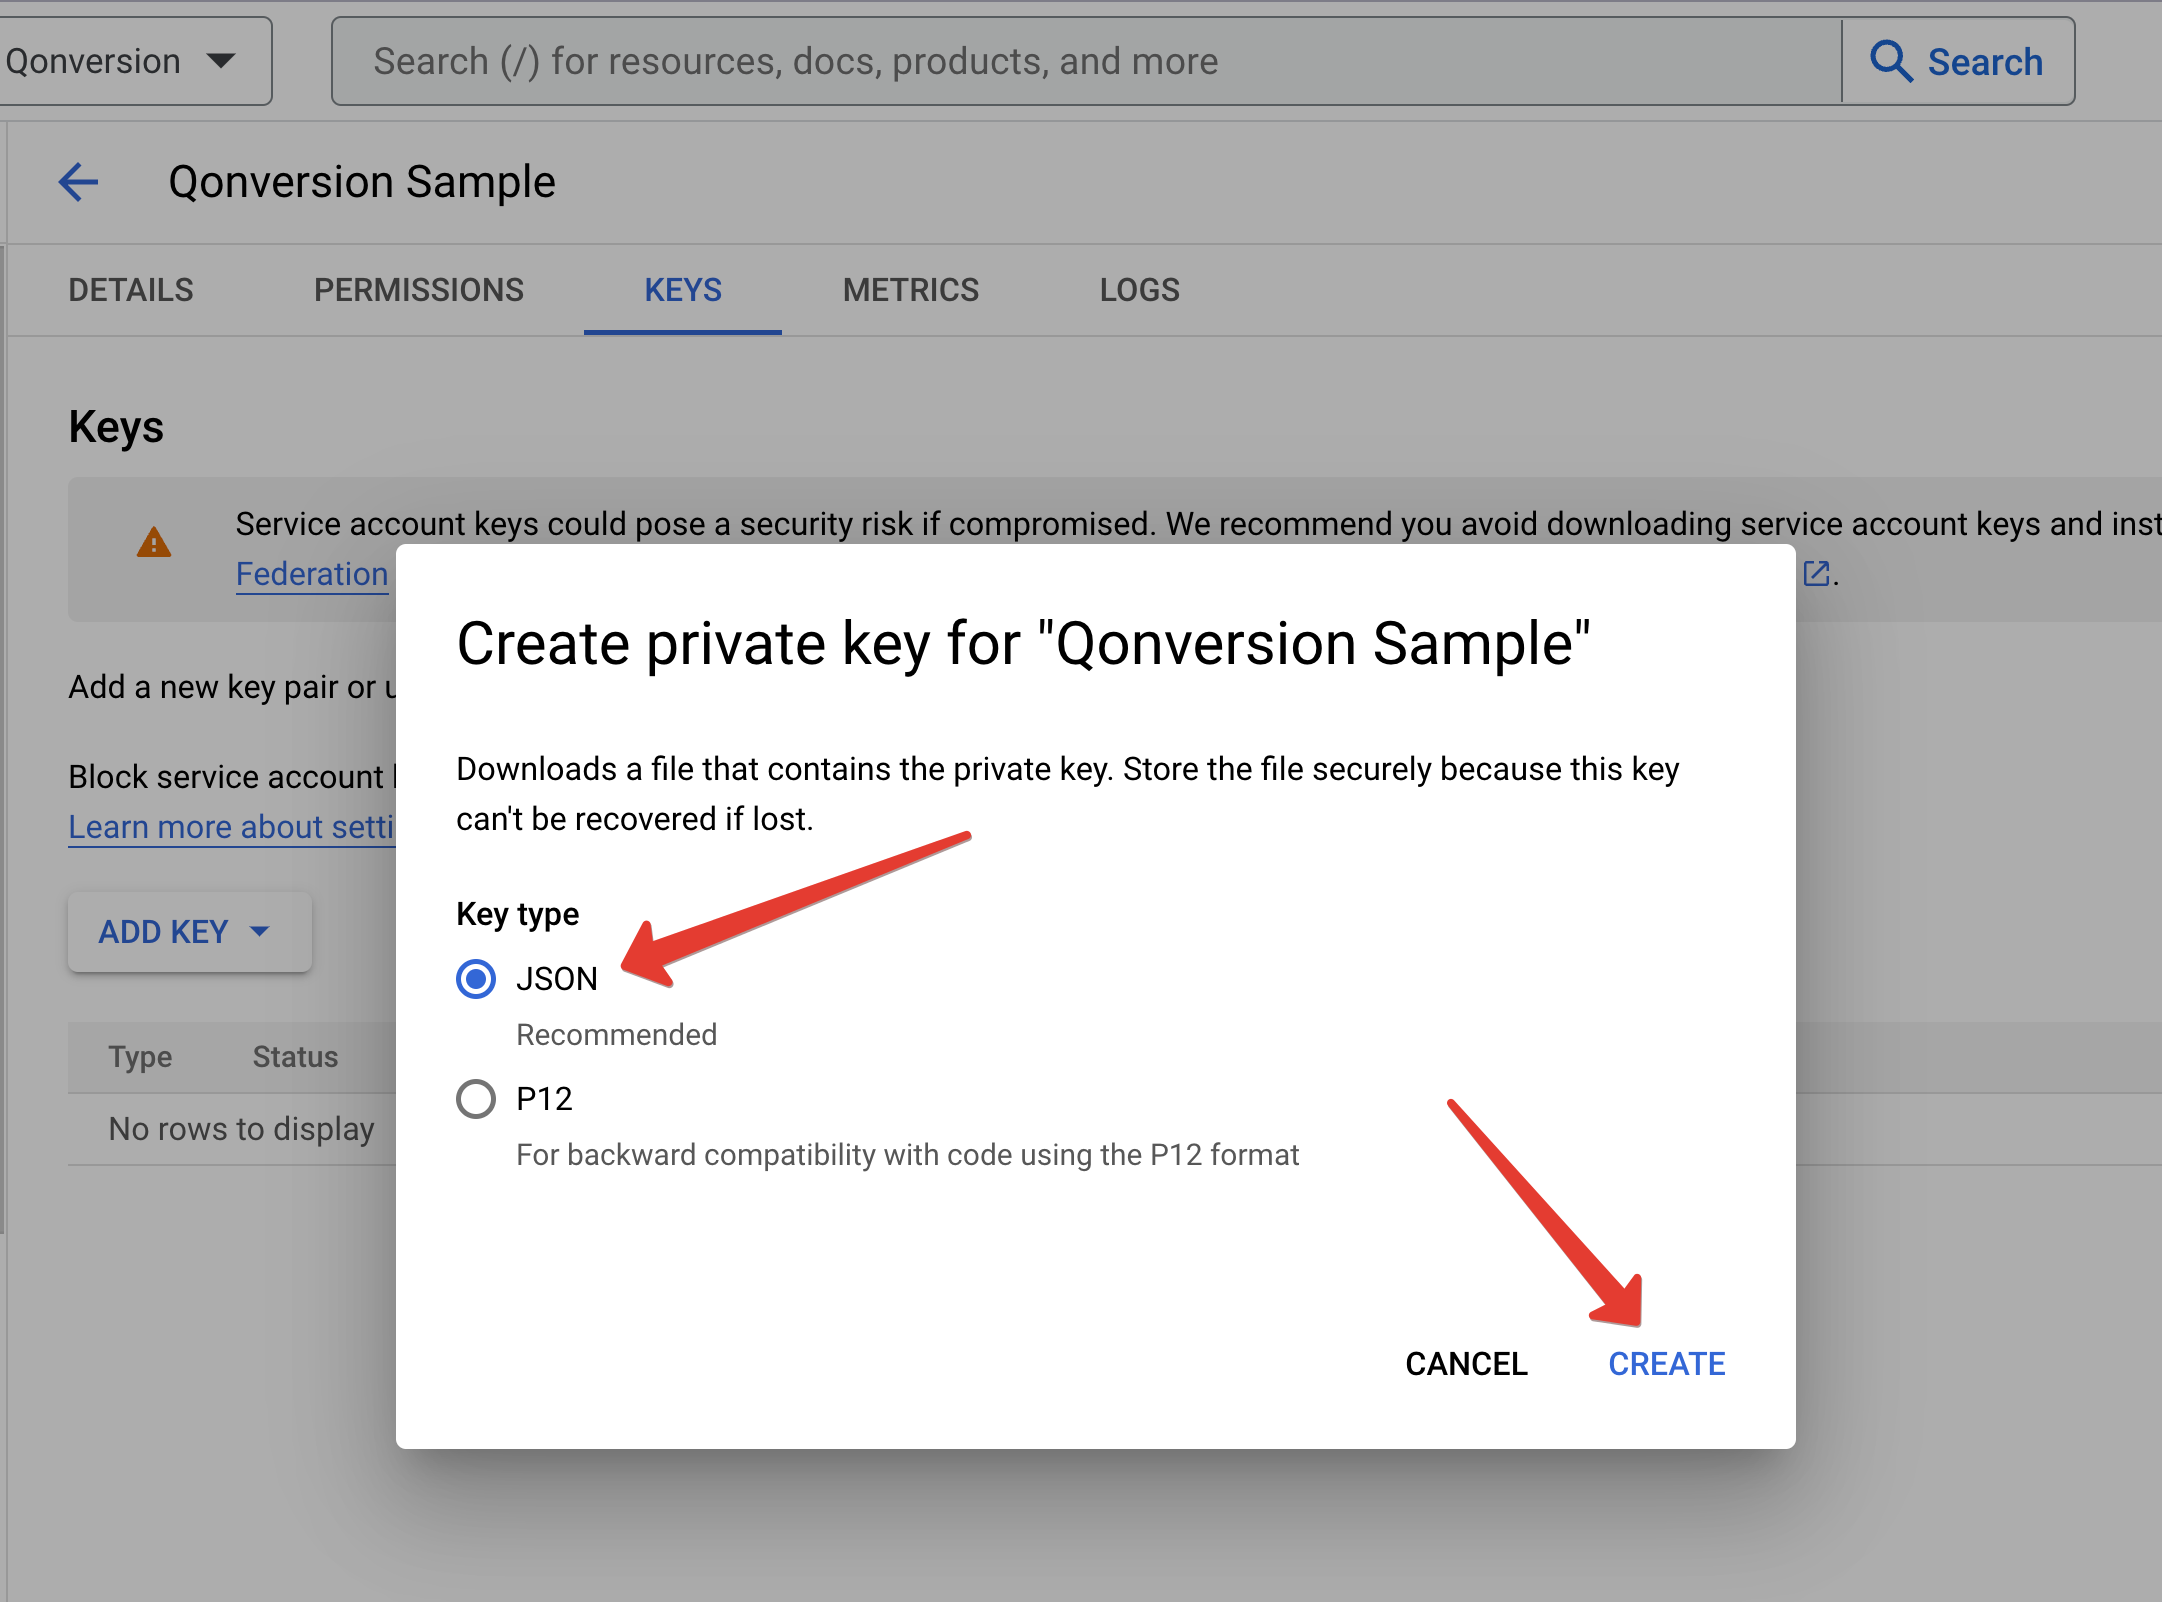 Qonversion
Search (/) for resources, docs, products, and more
Search
Qonversion Sample
DETAILS PERMISSIONS KEYS METRICS LOGS
Keys
Service account keys could pose a security risk if compromised. We recommend you avoid downloading service account keys and inst
Federation .
Create private key for "Qonversion Sample"
Add a new key pair or u
Downloads a file that contains the private key. Store the file securely because this key
can't be recovered if lost.
Block service account
Learn more about setti
Key type
ADD KEY
JSON
Recommended
Type Status
P12
No rows to display
For backward compatibility with code using the P12 format
CANCEL CREATE